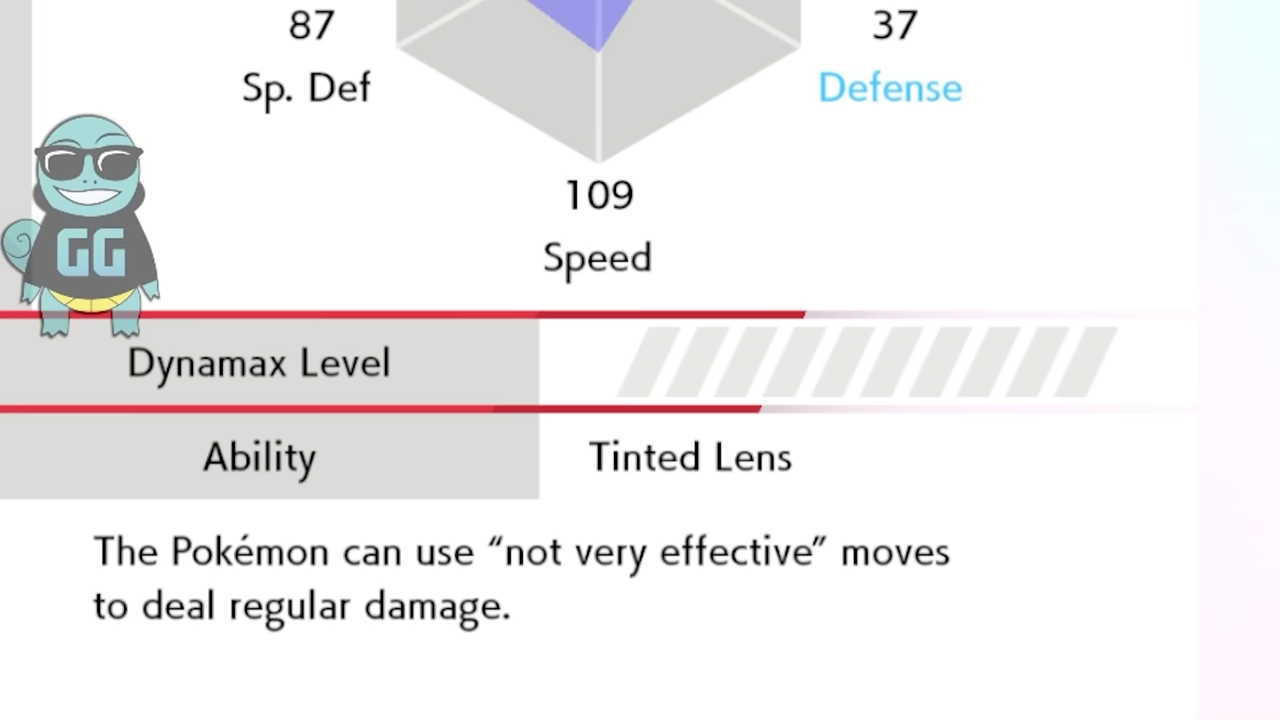 87
37
Sp. Def
Defense
109
Speed
GG
Dynamax Level
Ability
Tinted Lens
The Pokémon can use “not very effective” moves
to deal regular damage.